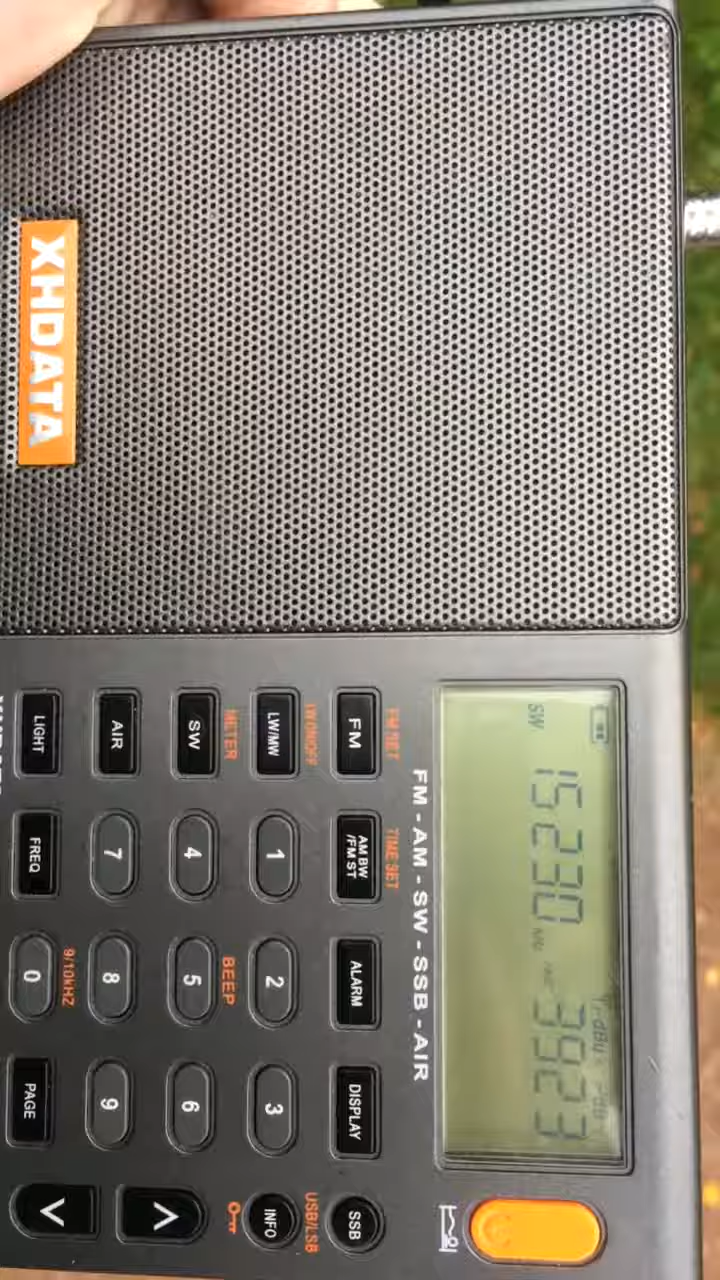 XHDATA
SW
15230
dBμ
3923
FM - AM - SW - SSB - AIR
FM SET
TIME SET
FM
AM BW
/FM ST
ALARM
DISPLAY
SSB
USB/LSB
LW/MW
1
2
3
INFO
METER
BEEP
SW
4
5
6
AIR
7
8
9
9/10kHZ
LIGHT
FREQ
0
PAGE